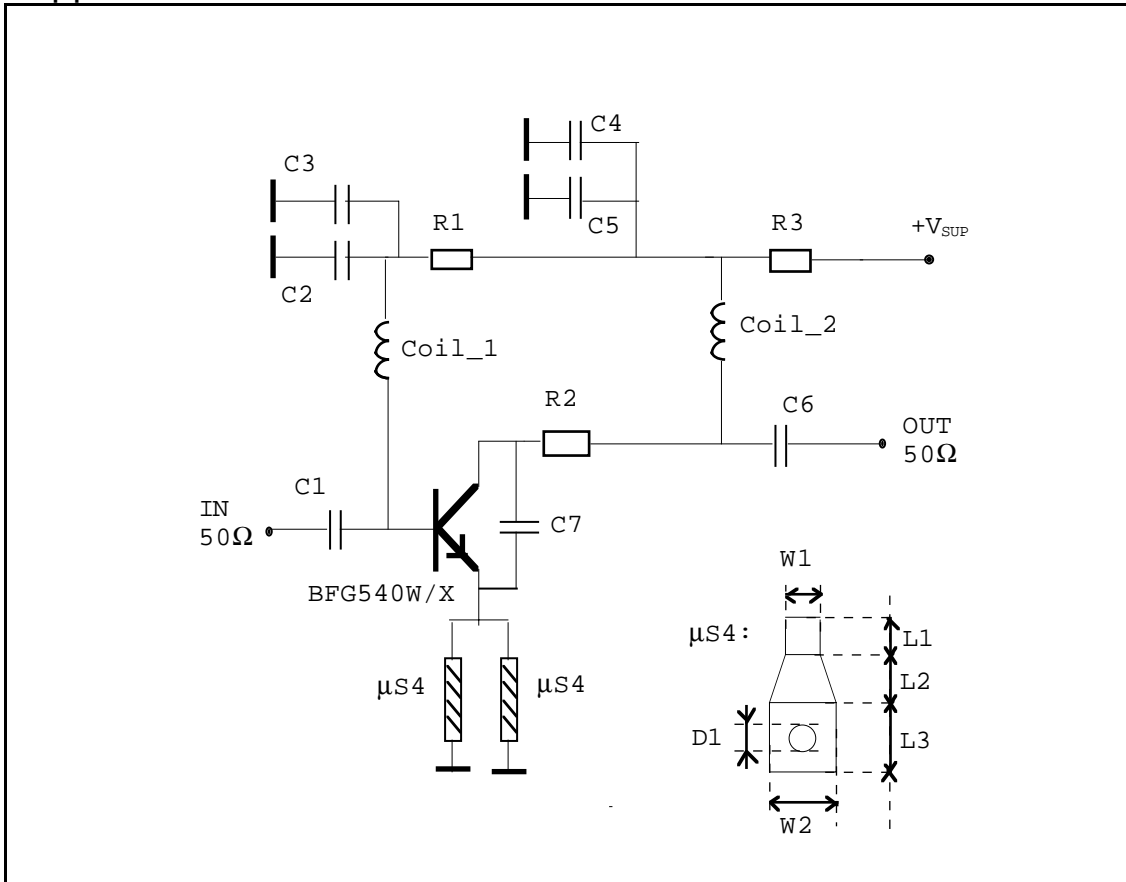 C4
C3
C5
R1
R3
+VSUP
C2
Coil_1
Coil_2
R2
C6
OUT
50Ω
C1
IN
50Ω
C7
BFG540W/X
W1
μS4:
L1
μS4
μS4
L2
D1
L3
W2